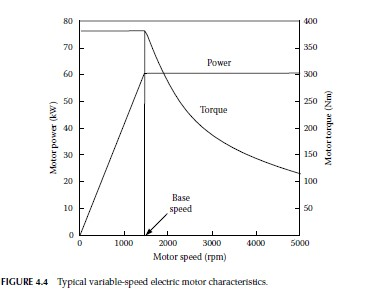 80
70
60
50
40
30
20
10
0
Motor power (kW)
400
350
300
250
200
150
100
50
Motor torque (Nm)
Power
Torque
Base
speed
0
1000
2000
3000
4000
5000
Motor speed (rpm)
FIGURE 4.4 Typical variable-speed electric motor characteristics.